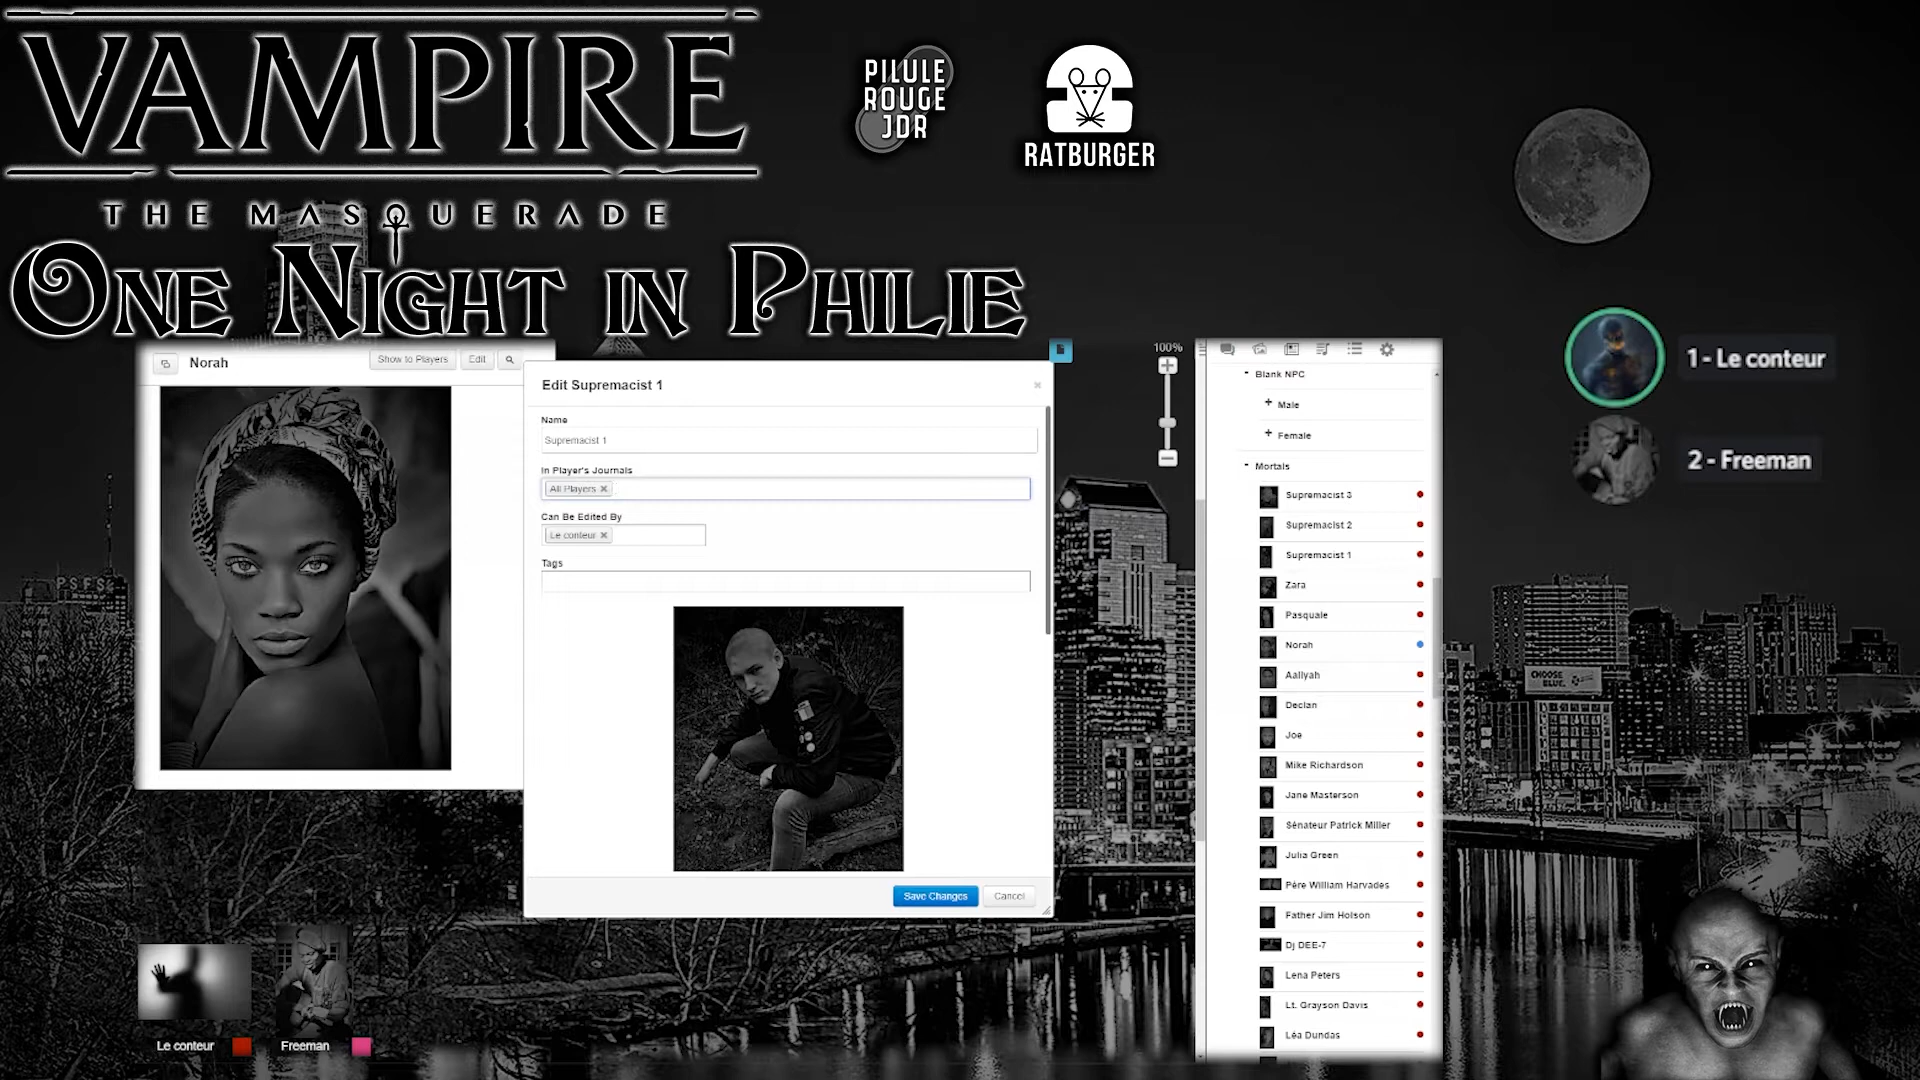 VAMPIRE
THE MASQUERADE
ONE NIGHT IN PHILIE
PILULE
ROUGE
JDR
RATBURGER
1 - Le conteur
2 - Freeman
Norah
Show to Players
Edit
Edit Supremacist 1
×
Name
Supremacist 1
In Player's Journals
All Players ×
Can Be Edited By
Le conteur ×
Tags
Save Changes
Cancel
100%
- Blank NPC
+ Male
+ Female
- Mortals
Supremacist 3
Supremacist 2
Supremacist 1
Zara
Pasquale
Norah
Aaliyah
Declan
Joe
Mike Richardson
Jane Masterson
Sénateur Patrick Miller
Julia Green
Père William Harvades
Father Jim Holson
Dj DEE-7
Lena Peters
Lt. Grayson Davis
Léa Dundas
PSFS
CHOOSE
BLUE.
Le conteur
Freeman